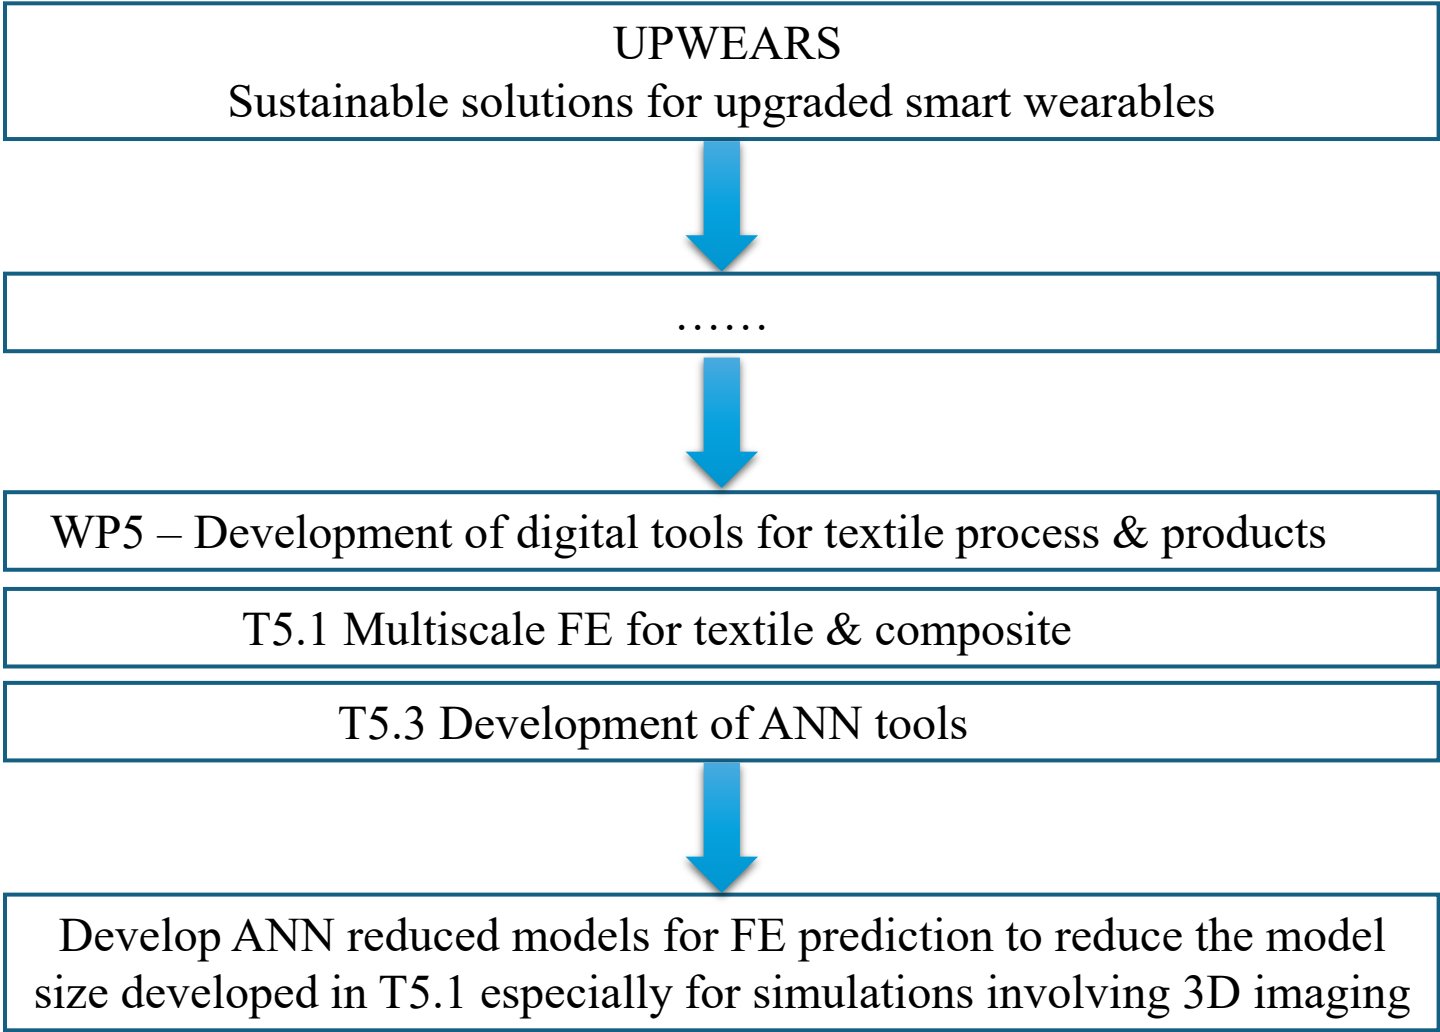 UPWEARS
Sustainable solutions for upgraded smart wearables
……
WP5 – Development of digital tools for textile process & products
T5.1 Multiscale FE for textile & composite
T5.3 Development of ANN tools
Develop ANN reduced models for FE prediction to reduce the model
size developed in T5.1 especially for simulations involving 3D imaging